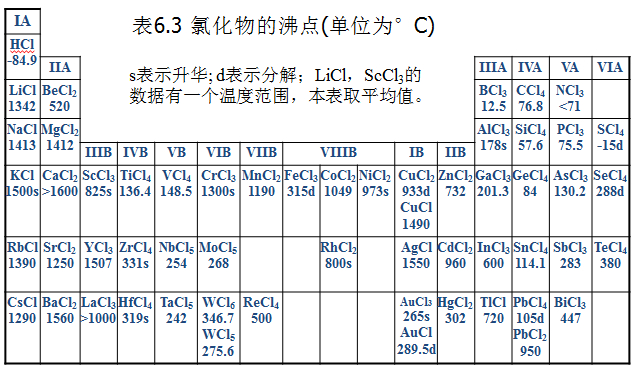 表6.3 氯化物的沸点(单位为°C)
s表示升华; d表示分解；LiCl，ScCl3的
数据有一个温度范围，本表取平均值。
IA
HCl
-84.9
IIA
IIIA IVA VA VIA
LiCl BeCl2 BCl3 CCl4 NCl3
1342 520 12.5 76.8 <71
NaCl MgCl2 AlCl3 SiCl4 PCl3 SCl4
1413 1412 178s 57.6 75.5 -15d
IIIB IVB VB VIB VIIB VIIIB IB IIB
KCl CaCl2 ScCl3 TiCl4 VCl4 CrCl3 MnCl2 FeCl3 CoCl2 NiCl2 CuCl2 ZnCl2 GaCl3 GeCl4 AsCl3 SeCl4
1500s >1600 825s 136.4 148.5 1300s 1190 315d 1049 973s 933d 732 201.3 84 130.2 288d
CuCl
1490
RbCl SrCl2 YCl3 ZrCl4 NbCl5 MoCl5 RhCl2 AgCl CdCl2 InCl3 SnCl4 SbCl3 TeCl4
1390 1250 1507 331s 254 268 800s 1550 960 600 114.1 283 380
CsCl BaCl2 LaCl3 HfCl4 TaCl5 WCl6 ReCl4 AuCl3 HgCl2 TlCl PbCl4 BiCl3
1290 1560 >1000 319s 242 346.7 500 265s 302 720 105d 447
WCl5 AuCl PbCl2
275.6 289.5d 950